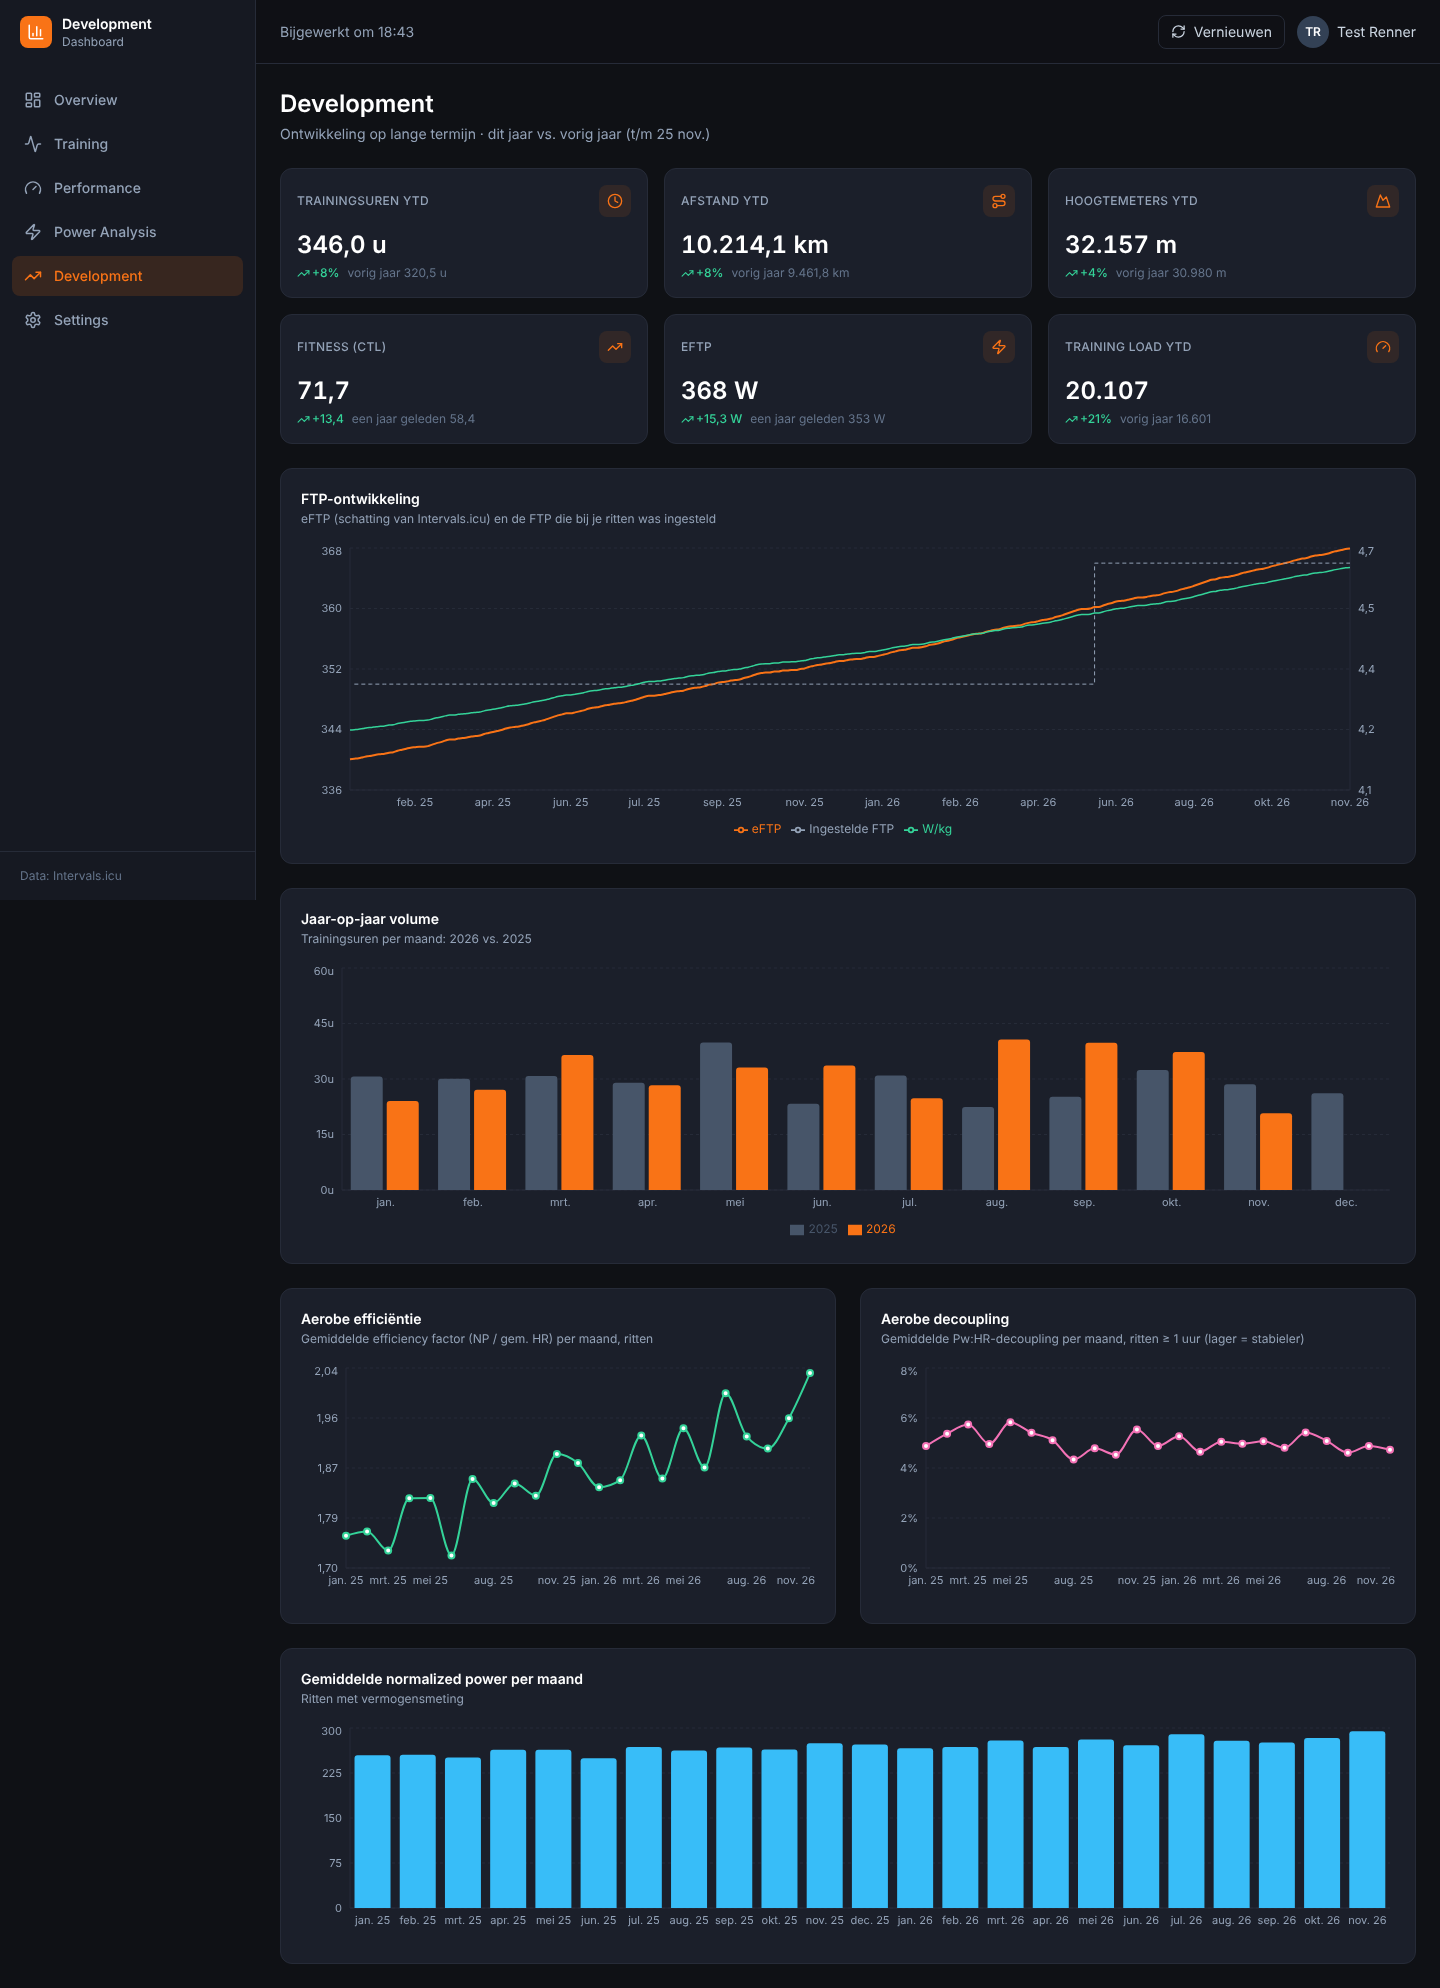 Development
Dashboard
Overview
Training
Performance
Power Analysis
Development
Settings
Data: Intervals.icu
Bijgewerkt om 18:43
Vernieuwen
TR
Test Renner
Development
Ontwikkeling op lange termijn · dit jaar vs. vorig jaar (t/m 25 nov.)
TRAININGSUREN YTD
346,0 u
+8% vorig jaar 320,5 u
AFSTAND YTD
10.214,1 km
+8% vorig jaar 9.461,8 km
HOOGTEMETERS YTD
32.157 m
+4% vorig jaar 30.980 m
FITNESS (CTL)
71,7
+13,4 een jaar geleden 58,4
EFTP
368 W
+15,3 W een jaar geleden 353 W
TRAINING LOAD YTD
20.107
+21% vorig jaar 16.601
FTP-ontwikkeling
eFTP (schatting van Intervals.icu) en de FTP die bij je ritten was ingesteld
368 4,7
360 4,5
352 4,4
344 4,2
336 4,1
feb. 25 apr. 25 jun. 25 jul. 25 sep. 25 nov. 25 jan. 26 feb. 26 apr. 26 jun. 26 aug. 26 okt. 26 nov. 26
eFTP Ingestelde FTP W/kg
Jaar-op-jaar volume
Trainingsuren per maand: 2026 vs. 2025
60u
45u
30u
15u
0u
jan. feb. mrt. apr. mei jun. jul. aug. sep. okt. nov. dec.
2025 2026
Aerobe efficiëntie
Gemiddelde efficiency factor (NP / gem. HR) per maand, ritten
2,04
1,96
1,87
1,79
1,70
jan. 25 mrt. 25 mei 25 aug. 25 nov. 25 jan. 26 mrt. 26 mei 26 aug. 26 nov. 26
Aerobe decoupling
Gemiddelde Pw:HR-decoupling per maand, ritten ≥ 1 uur (lager = stabieler)
8%
6%
4%
2%
0%
jan. 25 mrt. 25 mei 25 aug. 25 nov. 25 jan. 26 mrt. 26 mei 26 aug. 26 nov. 26
Gemiddelde normalized power per maand
Ritten met vermogensmeting
300
225
150
75
0
jan. 25 feb. 25 mrt. 25 apr. 25 mei 25 jun. 25 jul. 25 aug. 25 sep. 25 okt. 25 nov. 25 dec. 25 jan. 26 feb. 26 mrt. 26 apr. 26 mei 26 jun. 26 jul. 26 aug. 26 sep. 26 okt. 26 nov. 26